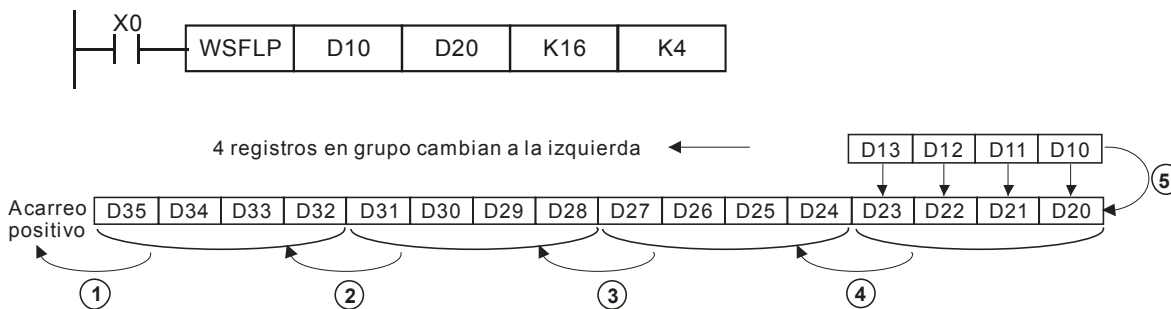 X0
WSFLP D10 D20 K16 K4
4 registros en grupo cambian a la izquierda
D13 D12 D11 D10
5
Acarreo positivo
D35 D34 D33 D32 D31 D30 D29 D28 D27 D26 D25 D24 D23 D22 D21 D20
1 2 3 4